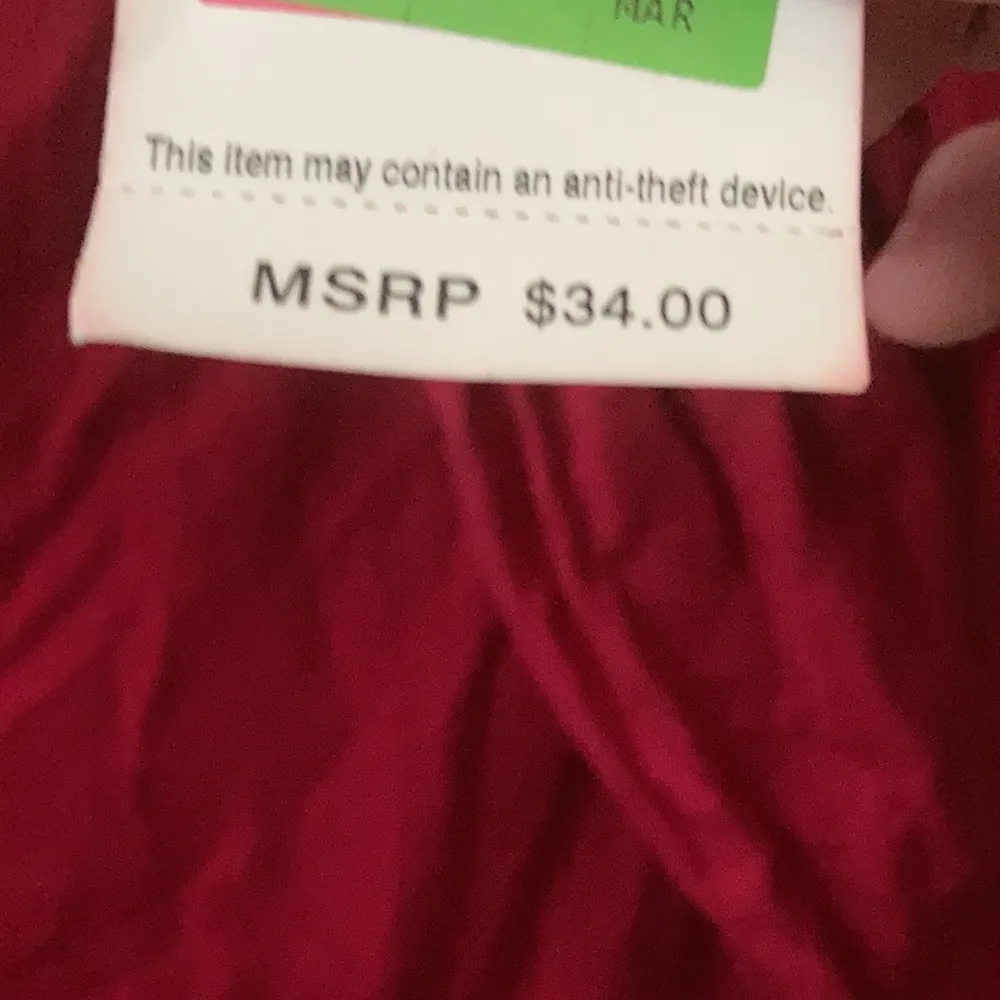 MAR
This item may contain an anti-theft device.
MSRP $34.00